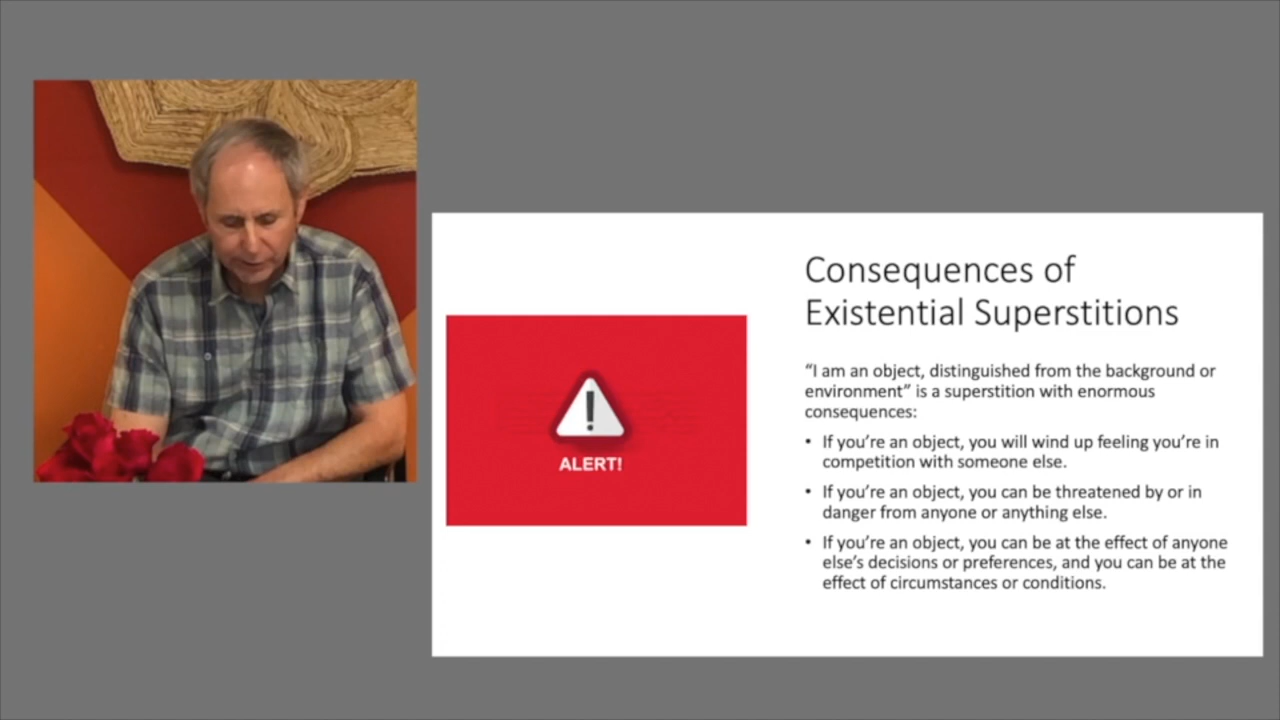 Consequences of
Existential Superstitions
“I am an object, distinguished from the background or
environment” is a superstition with enormous
consequences:
• If you’re an object, you will wind up feeling you’re in
competition with someone else.
• If you’re an object, you can be threatened by or in
danger from anyone or anything else.
• If you’re an object, you can be at the effect of anyone
else’s decisions or preferences, and you can be at the
effect of circumstances or conditions.
ALERT!